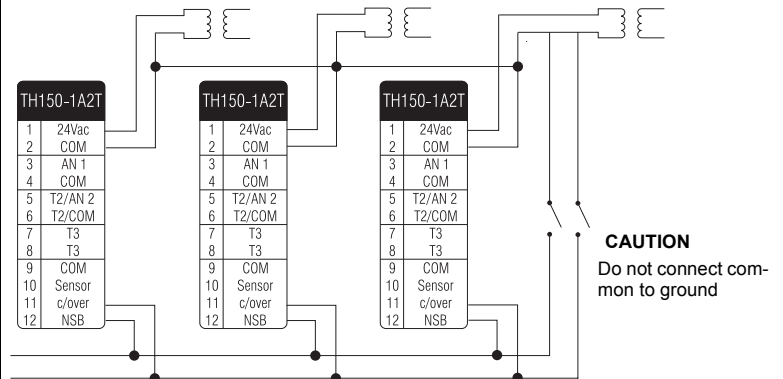 TH150-1A2T
1 24Vac
2 COM
3 AN 1
4 COM
5 T2/AN 2
6 T2/COM
7 T3
8 T3
9 COM
10 Sensor
11 c/over
12 NSB
TH150-1A2T
1 24Vac
2 COM
3 AN 1
4 COM
5 T2/AN 2
6 T2/COM
7 T3
8 T3
9 COM
10 Sensor
11 c/over
12 NSB
TH150-1A2T
1 24Vac
2 COM
3 AN 1
4 COM
5 T2/AN 2
6 T2/COM
7 T3
8 T3
9 COM
10 Sensor
11 c/over
12 NSB
CAUTION
Do not connect com-
mon to ground